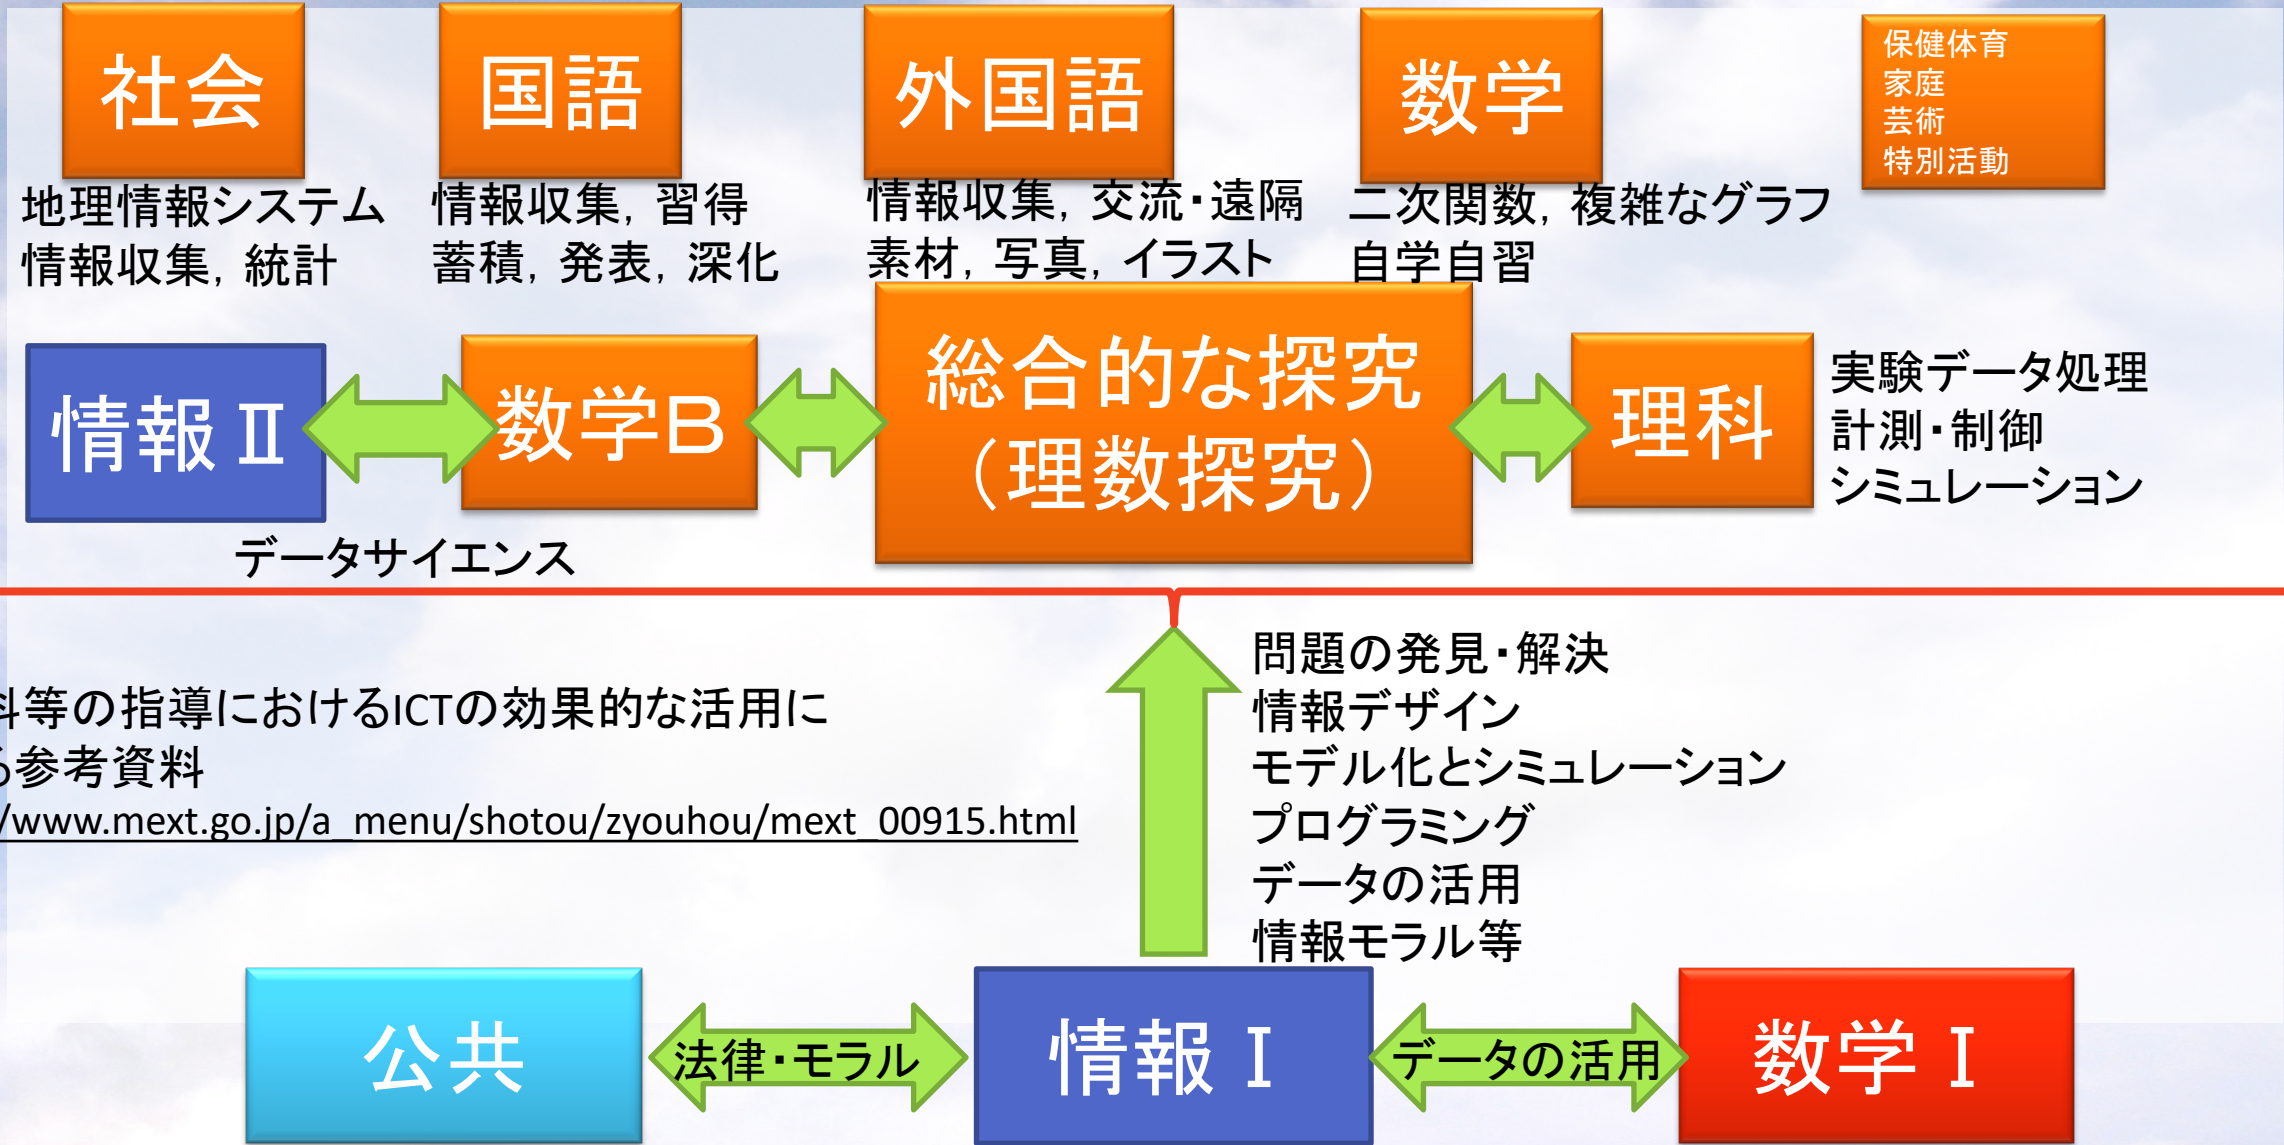 社会
国語
外国語
数学
保健体育
家庭
芸術
特別活動
地理情報システム
情報収集，統計
情報収集，習得
蓄積，発表，深化
情報収集，交流・遠隔
素材，写真，イラスト
二次関数，複雑なグラフ
自学自習
情報Ⅱ
数学Ｂ
総合的な探究
（理数探究）
理科
実験データ処理
計測・制御
シミュレーション
データサイエンス
科等の指導におけるICTの効果的な活用に
る参考資料
/www.mext.go.jp/a_menu/shotou/zyouhou/mext_00915.html
問題の発見・解決
情報デザイン
モデル化とシミュレーション
プログラミング
データの活用
情報モラル等
公共
法律・モラル
情報Ⅰ
データの活用
数学Ⅰ